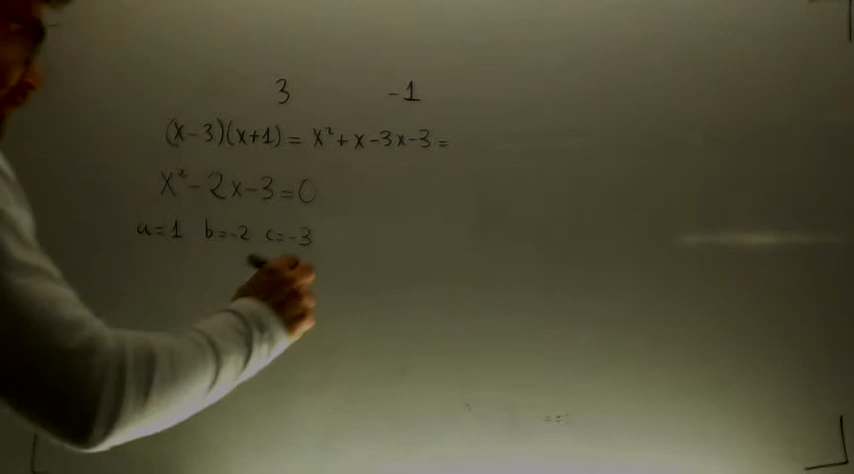 3 -1
(x-3)(x+1) = x²+x-3x-3 =
x²-2x-3=0
a=1 b=-2 c=-3